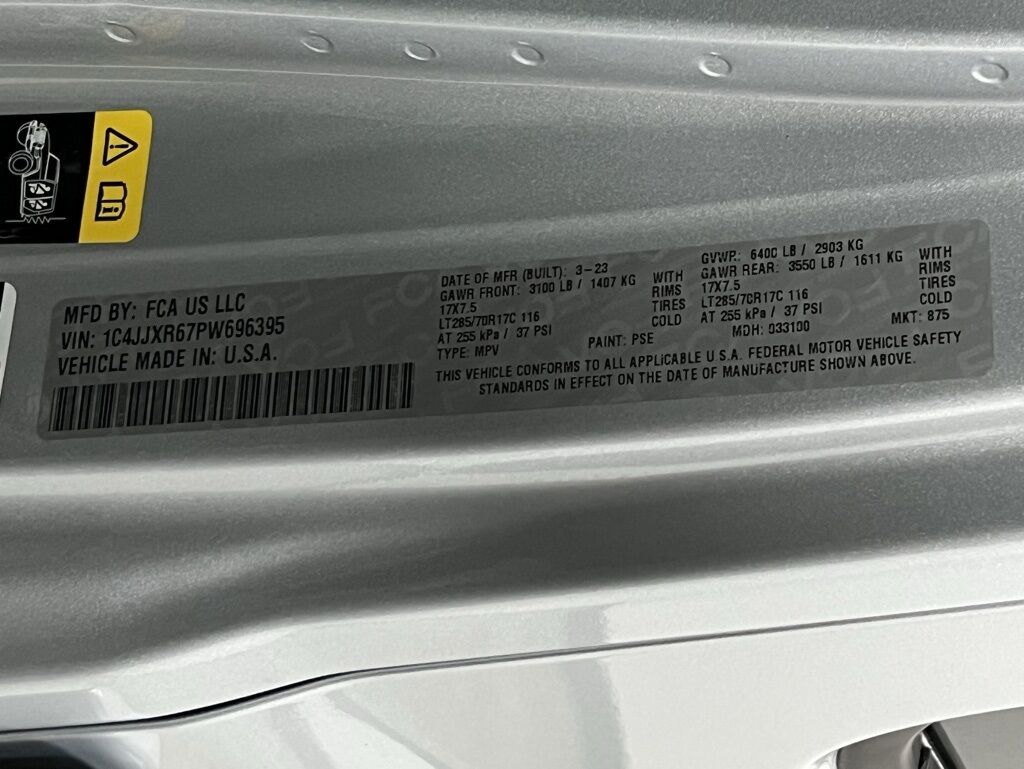 MFD BY: FCA US LLC
VIN: 1C4JJXR67PW696395
VEHICLE MADE IN: U.S.A.
DATE OF MFR (BUILT): 3-23
GAWR FRONT: 3100 LB / 1407 KG WITH
17X7.5 RIMS
LT285/70R17C 116 TIRES
AT 255 kPa / 37 PSI COLD
TYPE: MPV
GVWR: 6400 LB / 2903 KG
GAWR REAR: 3550 LB / 1611 KG WITH
17X7.5 RIMS
LT285/70R17C 116 TIRES
AT 255 kPa / 37 PSI COLD
PAINT: PSE MDH: 033100 MKT: 875
THIS VEHICLE CONFORMS TO ALL APPLICABLE U.S.A. FEDERAL MOTOR VEHICLE SAFETY
STANDARDS IN EFFECT ON THE DATE OF MANUFACTURE SHOWN ABOVE.